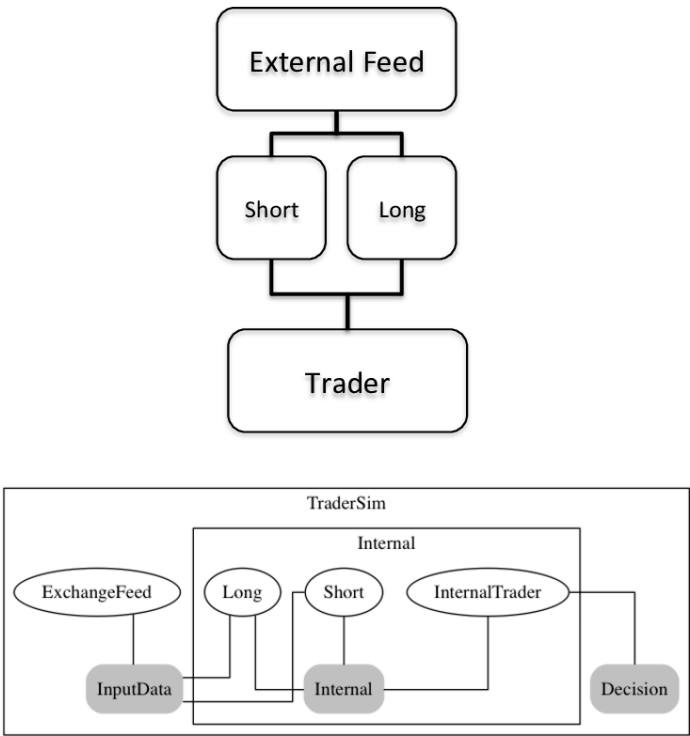 External Feed
Short
Long
Trader
TraderSim
Internal
ExchangeFeed
Long
Short
InternalTrader
InputData
Internal
Decision